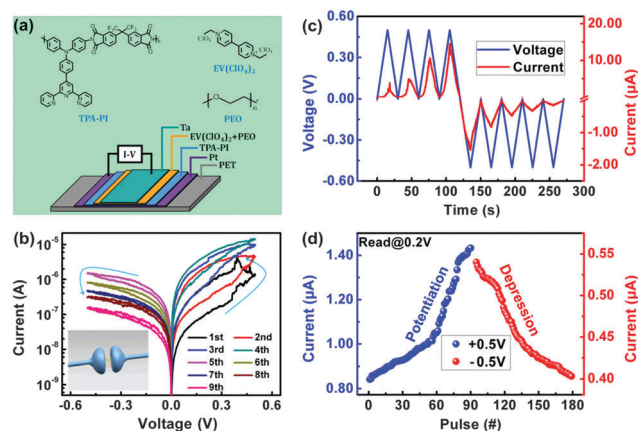 (a)
F₃C CF₃
TPA-PI
EV(ClO₄)₂
PEO
I-V
Ta
EV(ClO₄)₂+PEO
TPA-PI
Pt
PET
(b)
Current (A)
10⁻⁵
10⁻⁶
10⁻⁷
10⁻⁸
10⁻⁹
1st 2nd
3rd 4th
5th 6th
7th 8th
9th
-0.6 -0.3 0.0 0.3 0.6
Voltage (V)
(c)
Voltage (V)
0.60
0.30
0.00
-0.30
-0.60
Voltage
Current
20.00
10.00
0.00
-1.00
-2.00
Current (μA)
0 50 100 150 200 250 300
Time (s)
(d)
Read@0.2V
Current (μA)
1.40
1.20
1.00
0.80
Potentiation
Depression
+0.5V
-0.5V
0.55
0.50
0.45
0.40
Current (μA)
0 30 60 90 120 150 180
Pulse (#)